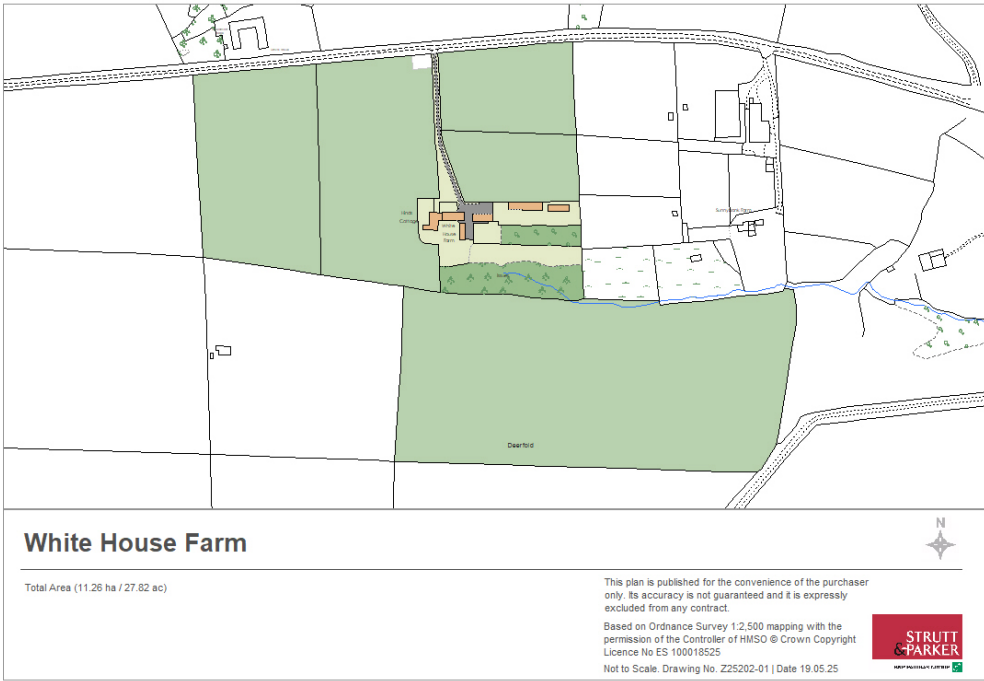 White
House
Farm
Sunnybank Farm
Deerfold
White House Farm
N
Total Area (11.26 ha / 27.82 ac)
This plan is published for the convenience of the purchaser
only. Its accuracy is not guaranteed and it is expressly
excluded from any contract.
Based on Ordnance Survey 1:2,500 mapping with the
permission of the Controller of HMSO © Crown Copyright
Licence No ES 100018525
Not to Scale. Drawing No. Z25202-01 | Date 19.05.25
STRUTT
&PARKER